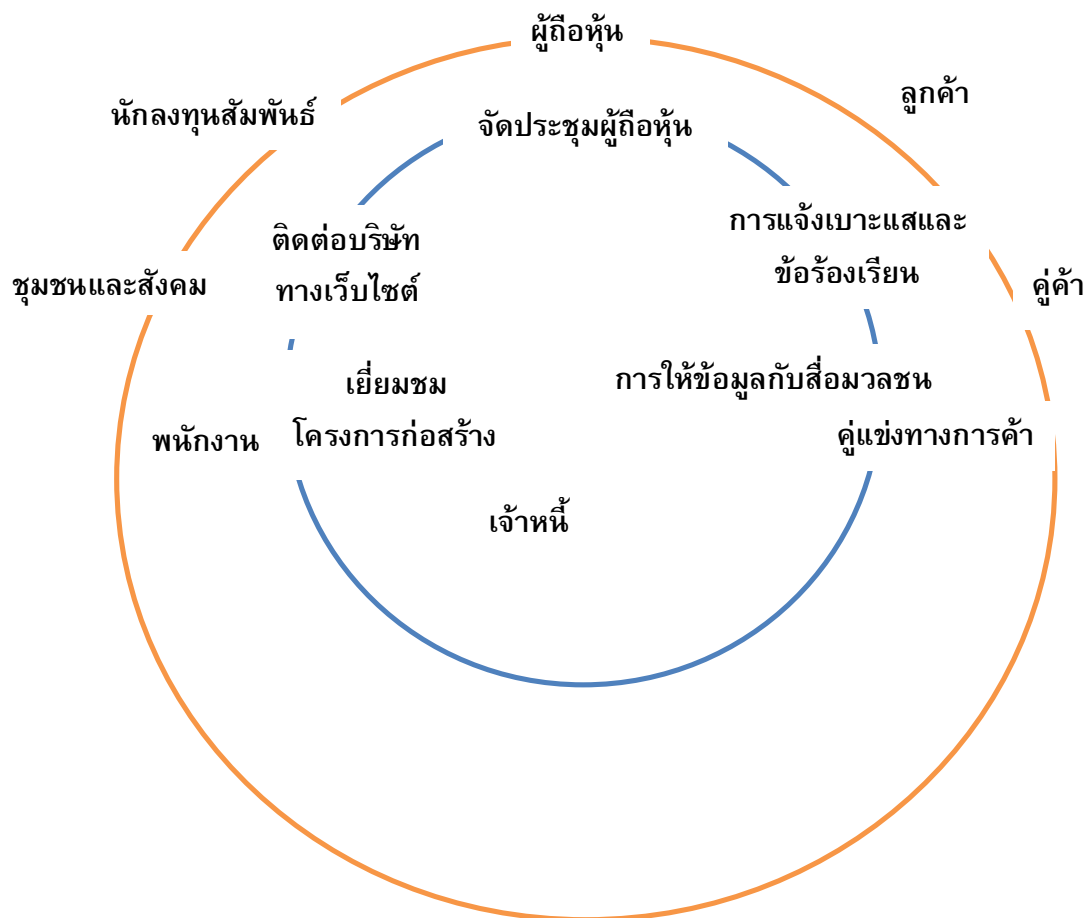 ผู้ถือหุ้น
ลูกค้า
นักลงทุนสัมพันธ์
จัดประชุมผู้ถือหุ้น
การแจ้งเบาะแสและ
ข้อร้องเรียน
ติดต่อบริษัท
ทางเว็บไซต์
ชุมชนและสังคม
คู่ค้า
เยี่ยมชม
โครงการก่อสร้าง
การให้ข้อมูลกับสื่อมวลชน
พนักงาน
คู่แข่งทางการค้า
เจ้าหนี้